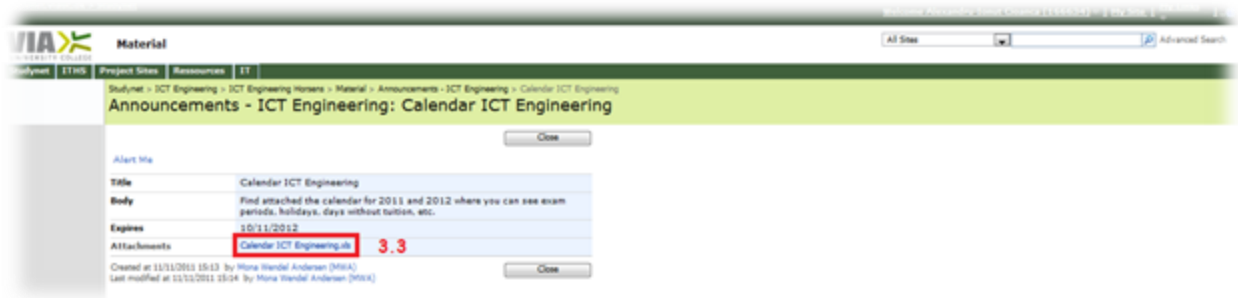 VIA
Material
All Sites
Advanced Search
UNIVERSITY COLLEGE
Studynet ITHS Project Sites Ressources IT
Studynet > ICT Engineering > ICT Engineering Horsens > Material > Announcements - ICT Engineering > Calendar ICT Engineering
Announcements - ICT Engineering: Calendar ICT Engineering
Close
Alert Me
Title Calendar ICT Engineering
Body Find attached the calendar for 2011 and 2012 where you can see exam
periods, holidays, days without tuition, etc.
Expires 10/11/2012
Attachments Calendar ICT Engineering.xls 3.3
Created at 11/11/2011 15:13 by Mona Wendel Andersen (MWA)
Close
Last modified at 11/11/2011 15:14 by Mona Wendel Andersen (MWA)